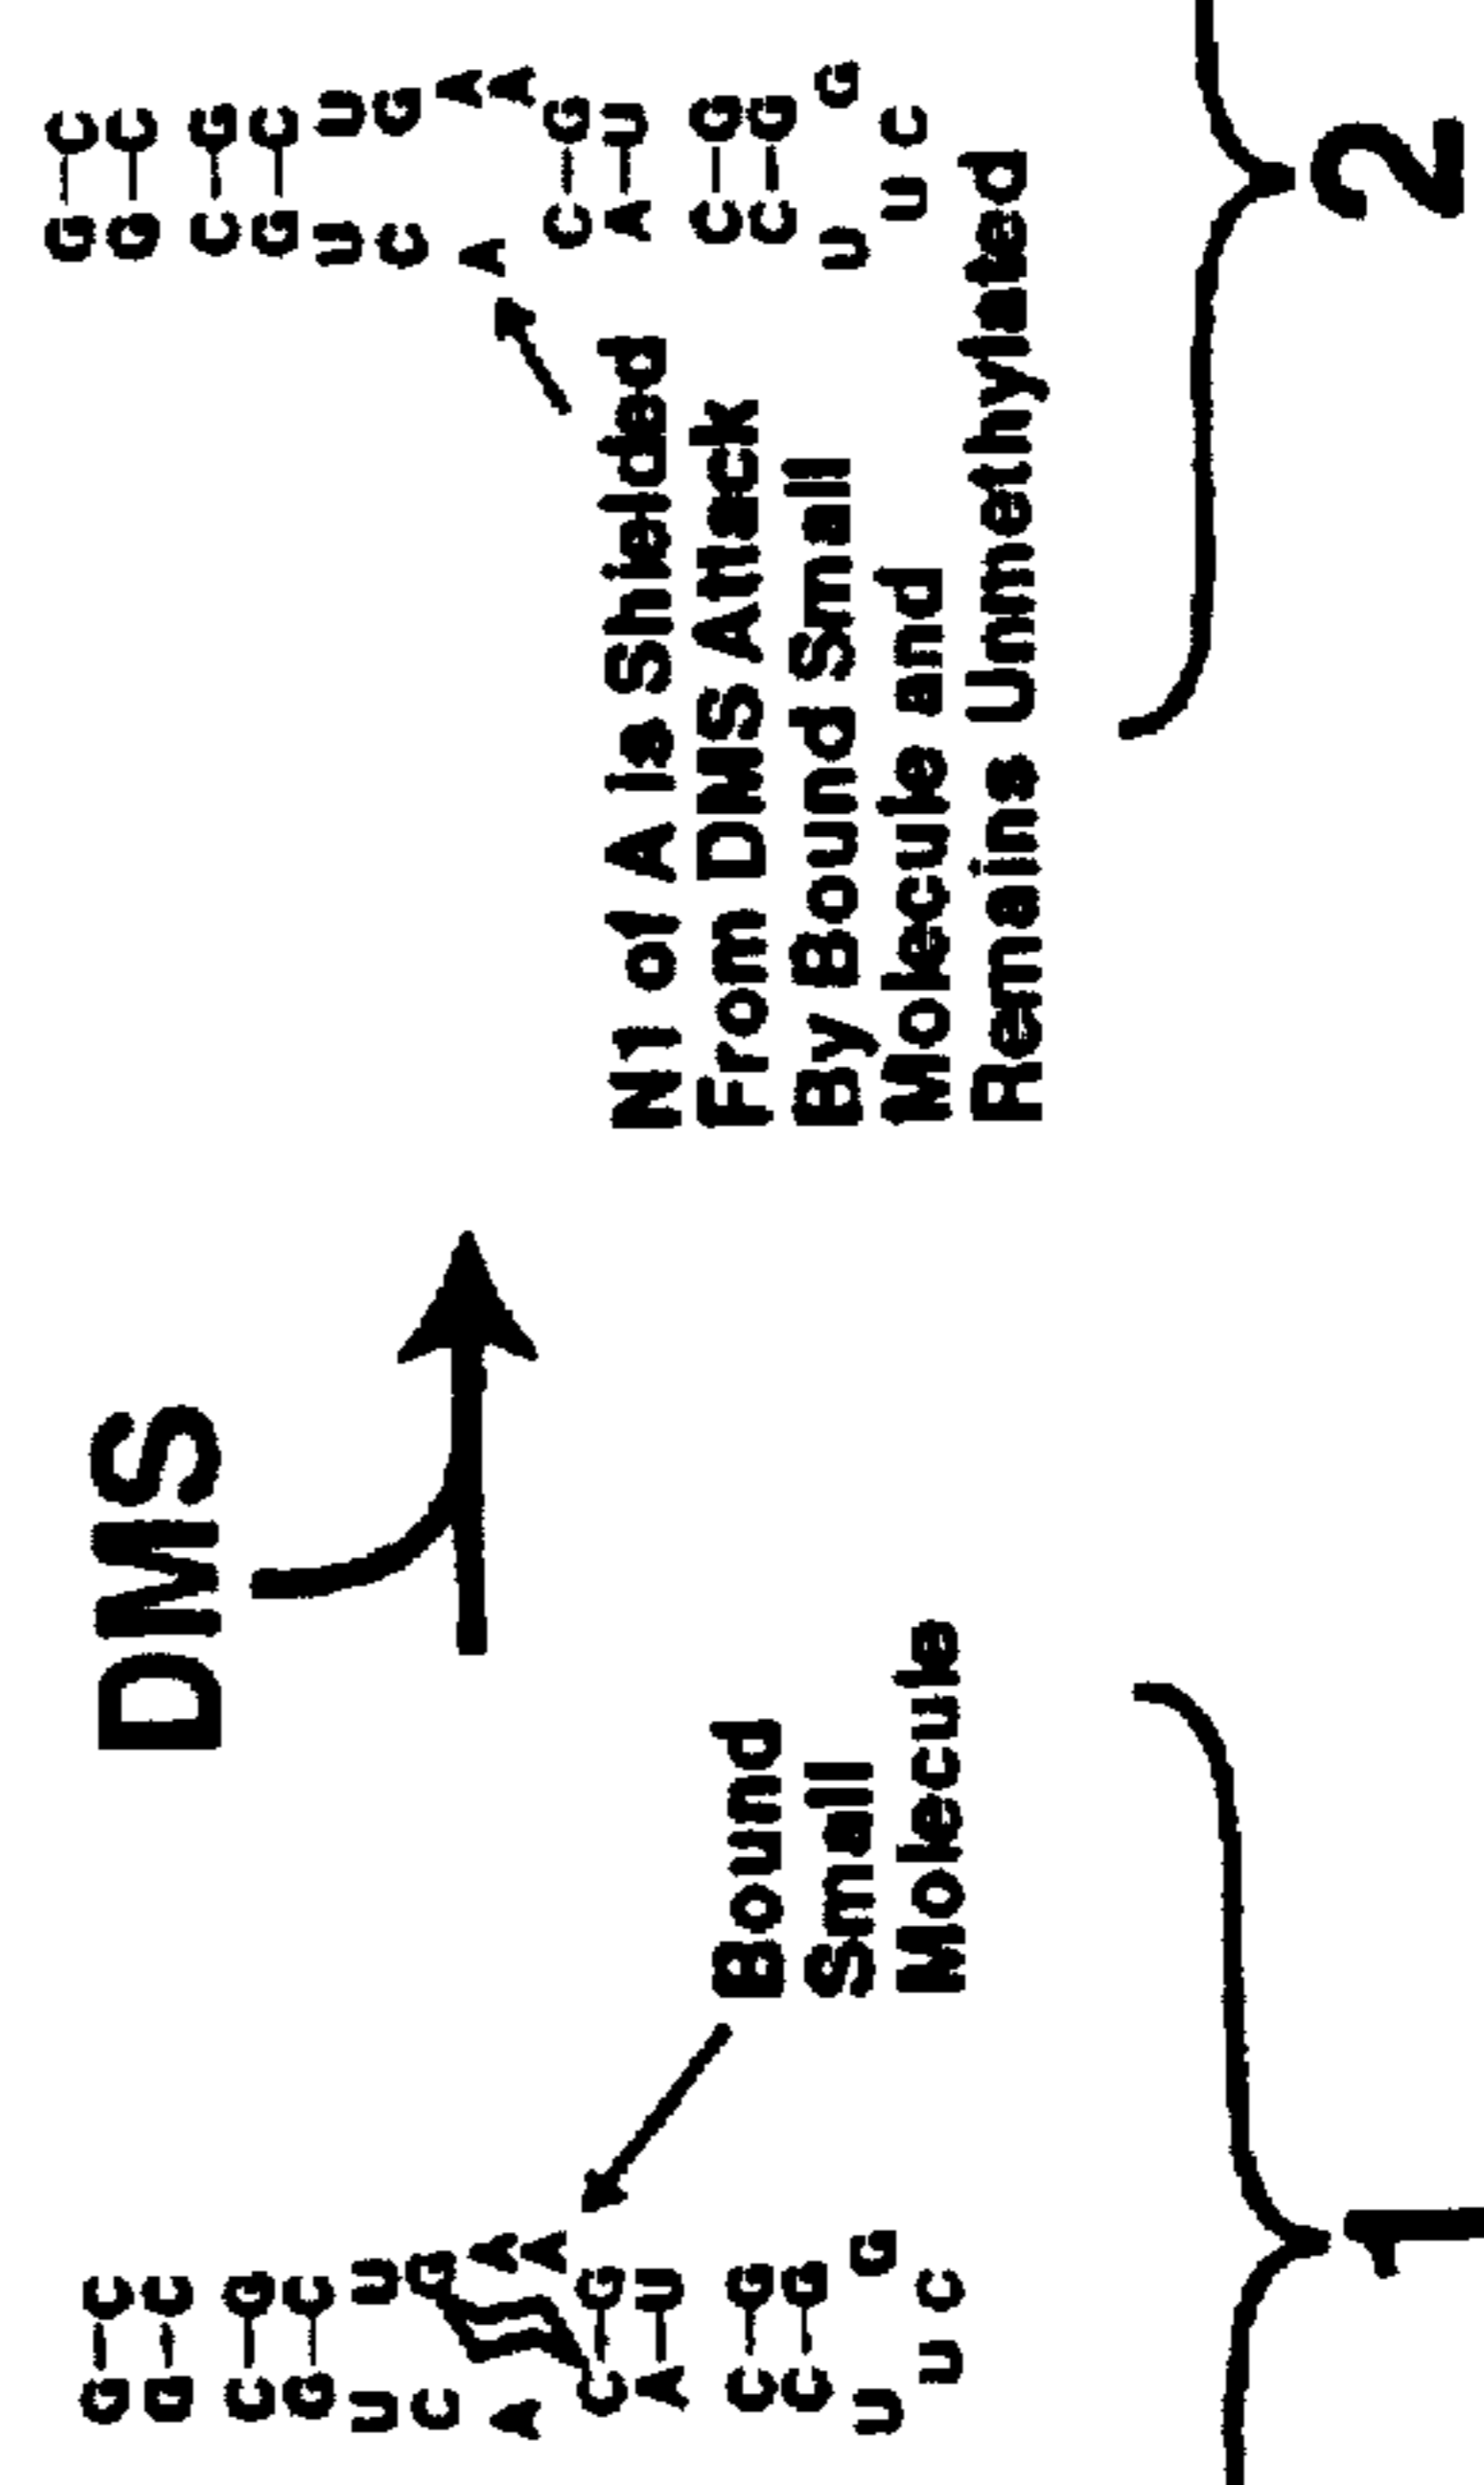 DMS
G—C
G—C
C—G
G—C
U U
C G
A A
A
C—G
A—U
C—G
C—G
U G
U C
Bound
Small
Molecule
1
G—C
G—C
C—G
G—C
U U
C G
A A
A
C—G
A—U
C—G
C—G
U G
U C
N1 of A is Shielded
From DMS Attack
By Bound Small
Molecule and
Remains Unmethylated
2